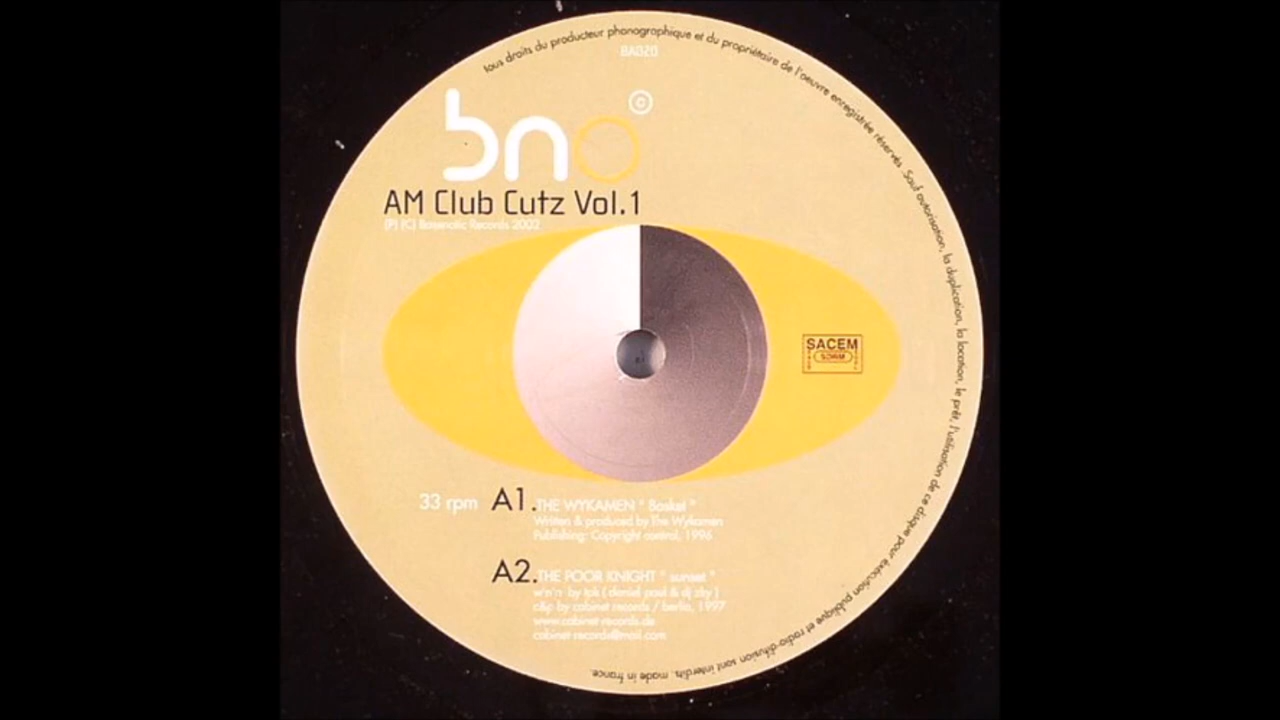 tous droits du producteur phonographique et du propriétaire de l'oeuvre enregistrée réservés. Sauf autorisation, la duplication, la location, le prêt, l'utilisation de ce disque pour éxécution publique et radio-difusion sont interdits. made in france.
BA020
©
bno
AM Club Cutz Vol.1
(P) (C) Records 2002
SACEM
SDRM
33 rpm
A1. THE WYKAMEN " Basket "
Written & produced by The Wykamen
Publishing: Copyright control, 1996
A2. THE POOR KNIGHT " sunset "
w'n'n by tpk ( daniel paul & dj zky )
c&p by cabinet records / berlin, 1997
www.cabinet-records.de
cabinet-records@mail.com